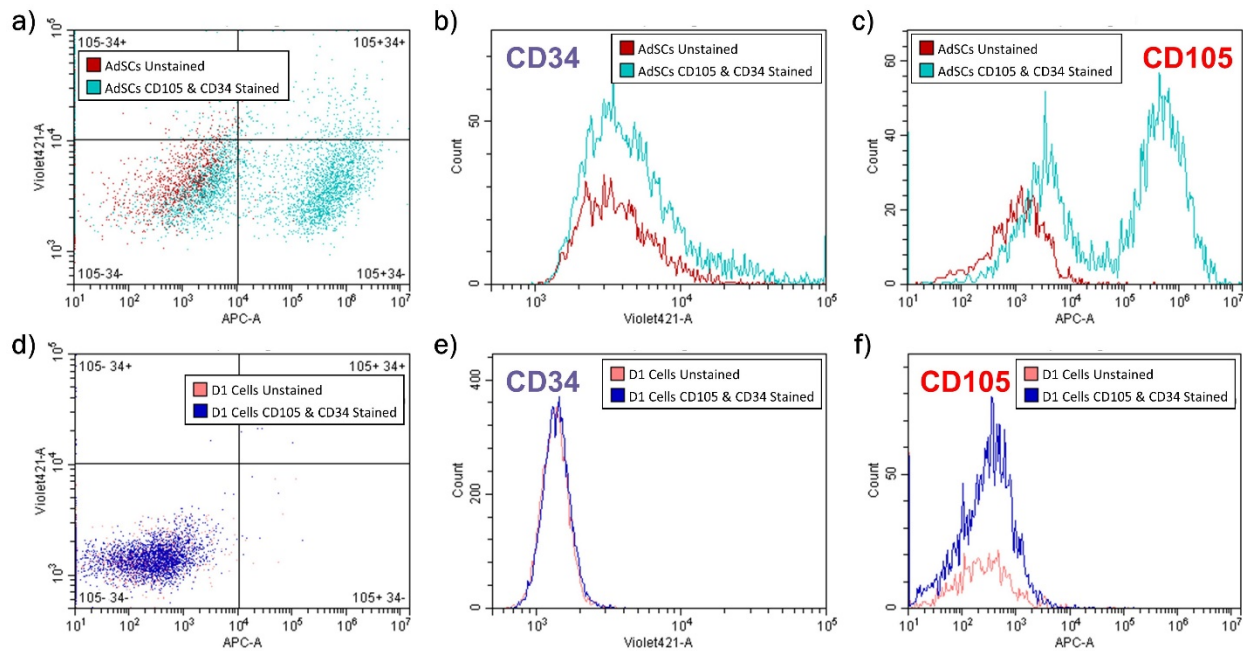 a)
105-34+
105+34+
AdSCs Unstained
AdSCs CD105 & CD34 Stained
105-34-
105+34-
Violet421-A
10^5
10^4
10^3
10^1 10^2 10^3 10^4 10^5 10^6 10^7
APC-A
b)
CD34
AdSCs Unstained
AdSCs CD105 & CD34 Stained
Count
50
0
10^3 10^4 10^5
Violet421-A
c)
AdSCs Unstained
AdSCs CD105 & CD34 Stained
CD105
Count
60
40
20
0
10^1 10^2 10^3 10^4 10^5 10^6 10^7
APC-A
d)
105- 34+
105+ 34+
D1 Cells Unstained
D1 Cells CD105 & CD34 Stained
105- 34-
105+ 34-
Violet421-A
10^5
10^4
10^3
10^1 10^2 10^3 10^4 10^5 10^6 10^7
APC-A
e)
CD34
D1 Cells Unstained
D1 Cells CD105 & CD34 Stained
Count
400
200
0
10^3 10^4 10^5
Violet421-A
f)
CD105
D1 Cells Unstained
D1 Cells CD105 & CD34 Stained
Count
50
0
10^1 10^2 10^3 10^4 10^5 10^6 10^7
APC-A